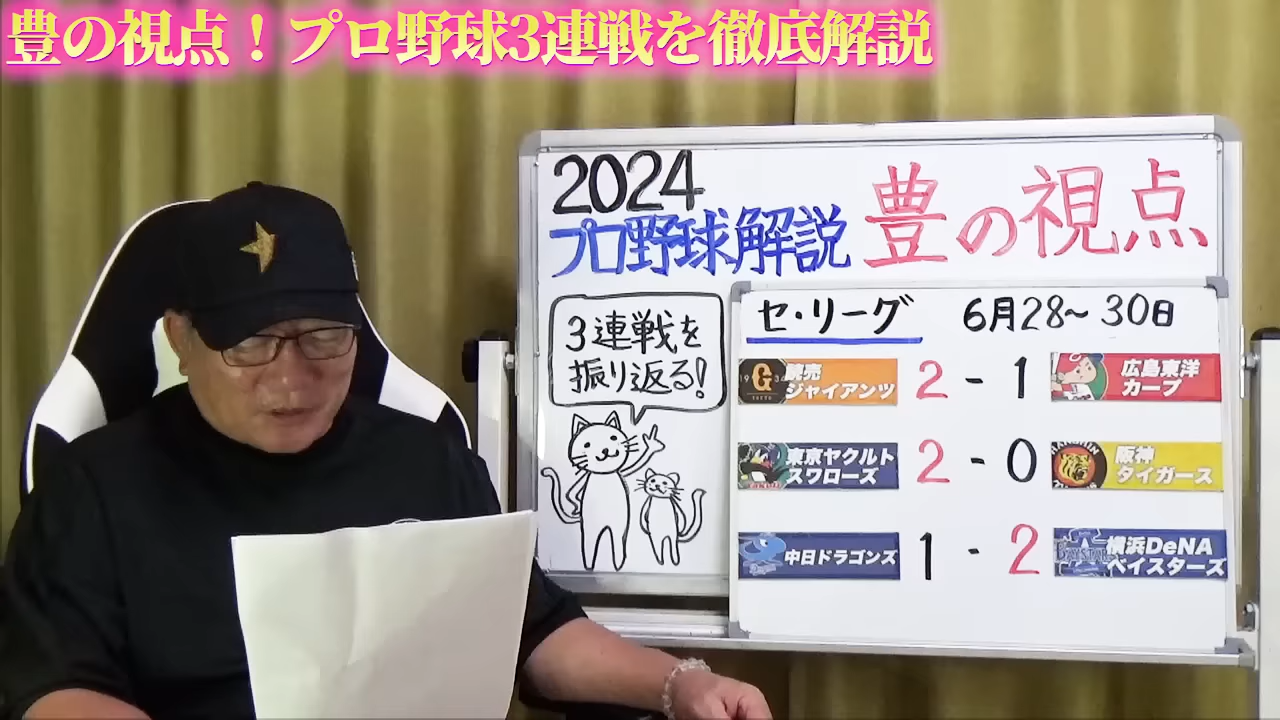 豊の視点！プロ野球3連戦を徹底解説
2024
プロ野球解説 豊の視点
3連戦を
振り返る!
セ・リーグ 6月28～30日
読売
ジャイアンツ
2 - 1
広島東洋
カープ
東京ヤクルト
スワローズ
2 - 0
阪神
タイガース
中日ドラゴンズ
1 - 2
横浜DeNA
ベイスターズ